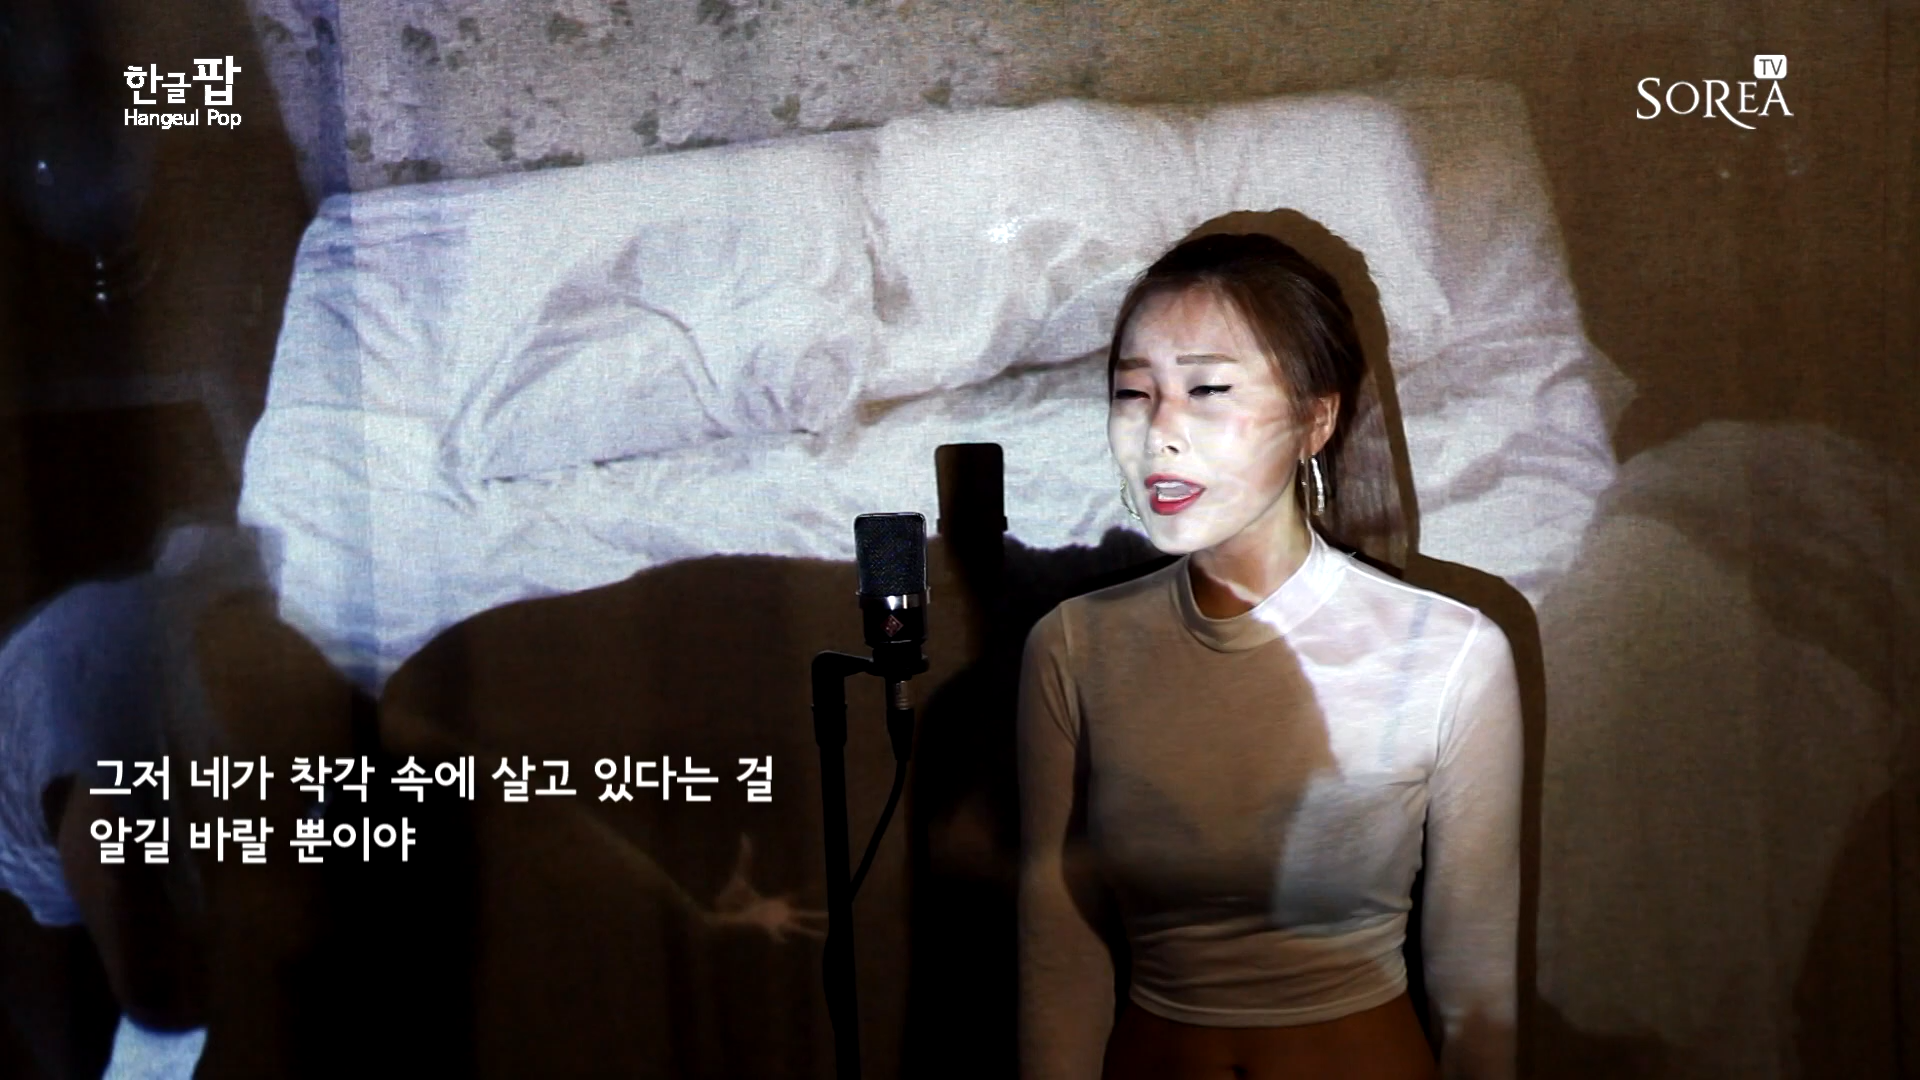 한글팝
Hangeul Pop
TV
SOREA
그저 네가 착각 속에 살고 있다는 걸
알길 바랄 뿐이야